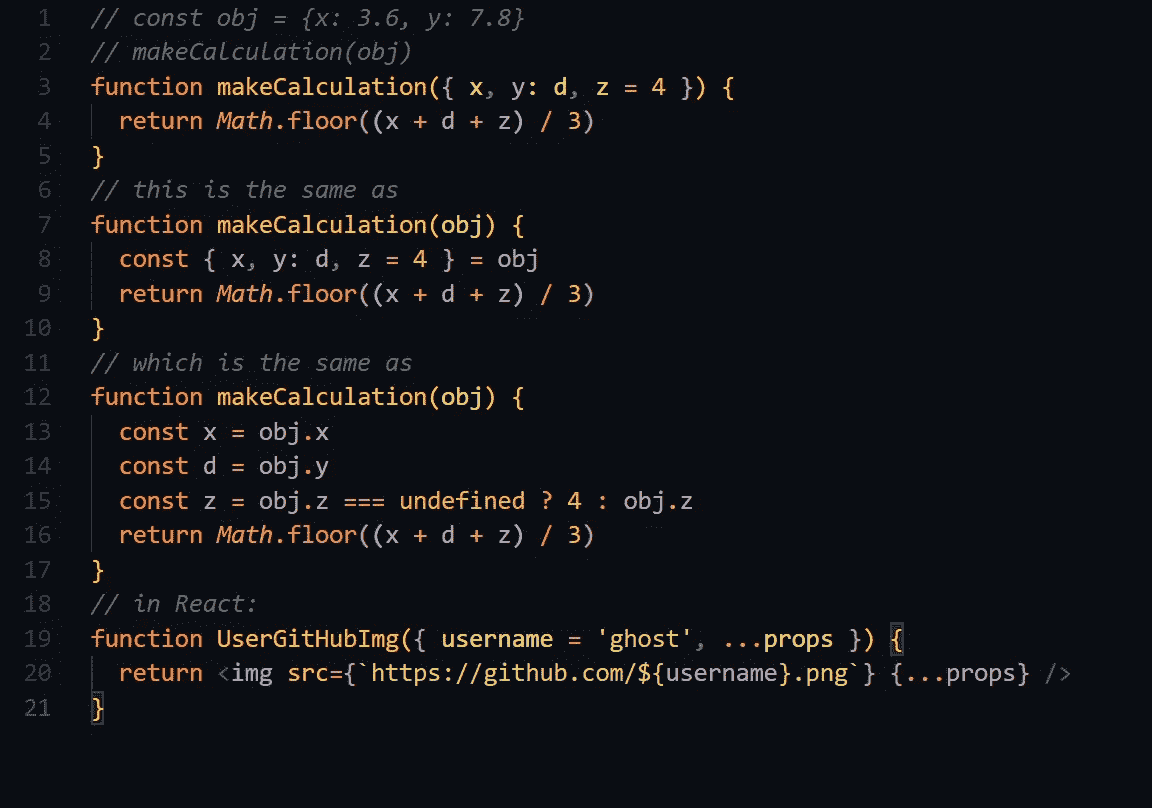 1 // const obj = {x: 3.6, y: 7.8}
2 // makeCalculation(obj)
3 function makeCalculation({ x, y: d, z = 4 }) {
4   return Math.floor((x + d + z) / 3)
5 }
6 // this is the same as
7 function makeCalculation(obj) {
8   const { x, y: d, z = 4 } = obj
9   return Math.floor((x + d + z) / 3)
10 }
11 // which is the same as
12 function makeCalculation(obj) {
13   const x = obj.x
14   const d = obj.y
15   const z = obj.z === undefined ? 4 : obj.z
16   return Math.floor((x + d + z) / 3)
17 }
18 // in React:
19 function UserGitHubImg({ username = 'ghost', ...props }) {
20   return <img src={`https://github.com/${username}.png`} {...props} />
21 }